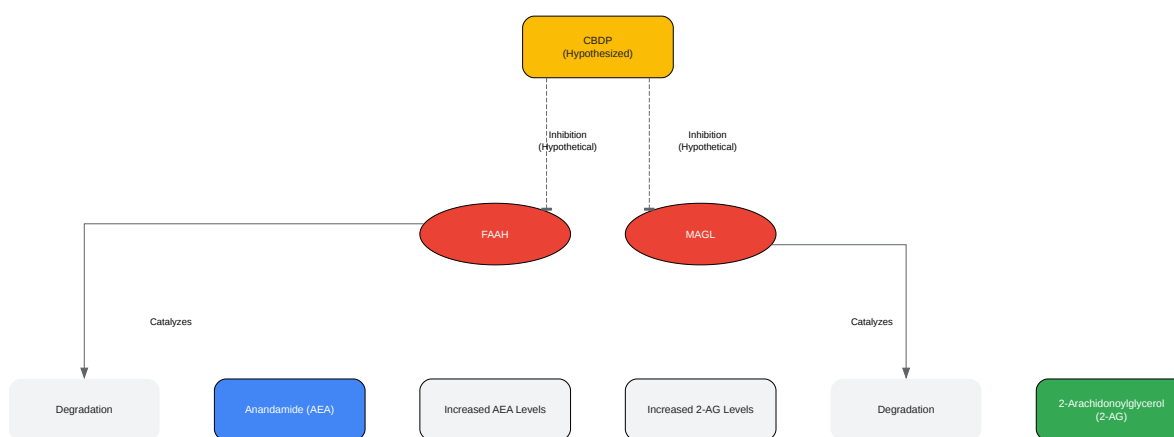 CBDP
(Hypothesized)
Inhibition
(Hypothetical)
Inhibition
(Hypothetical)
FAAH
MAGL
Catalyzes
Catalyzes
Degradation
Anandamide (AEA)
Increased AEA Levels
Increased 2-AG Levels
Degradation
2-Arachidonoylglycerol
(2-AG)